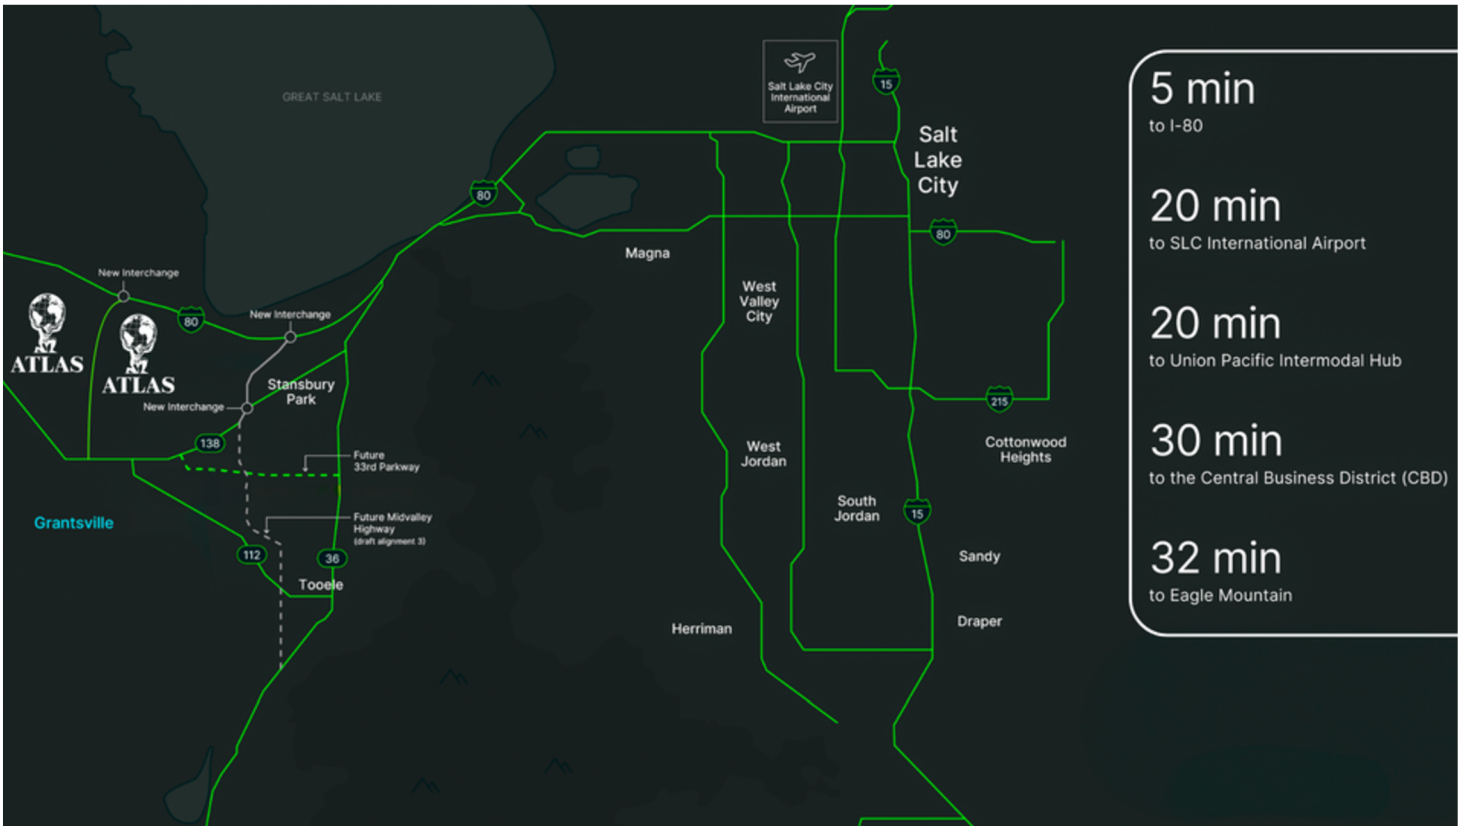 GREAT SALT LAKE
Salt Lake City
International
Airport
15
Salt
Lake
City
80
80
Magna
New Interchange
80
New Interchange
ATLAS
ATLAS
Stansbury
Park
New Interchange
138
West
Valley
City
215
Cottonwood
Heights
West
Jordan
Future
33rd Parkway
South
Jordan
15
Grantsville
Future Midvalley
Highway
(draft alignment 3)
112
36
Tooele
Sandy
Herriman
Draper
5 min
to I-80
20 min
to SLC International Airport
20 min
to Union Pacific Intermodal Hub
30 min
to the Central Business District (CBD)
32 min
to Eagle Mountain